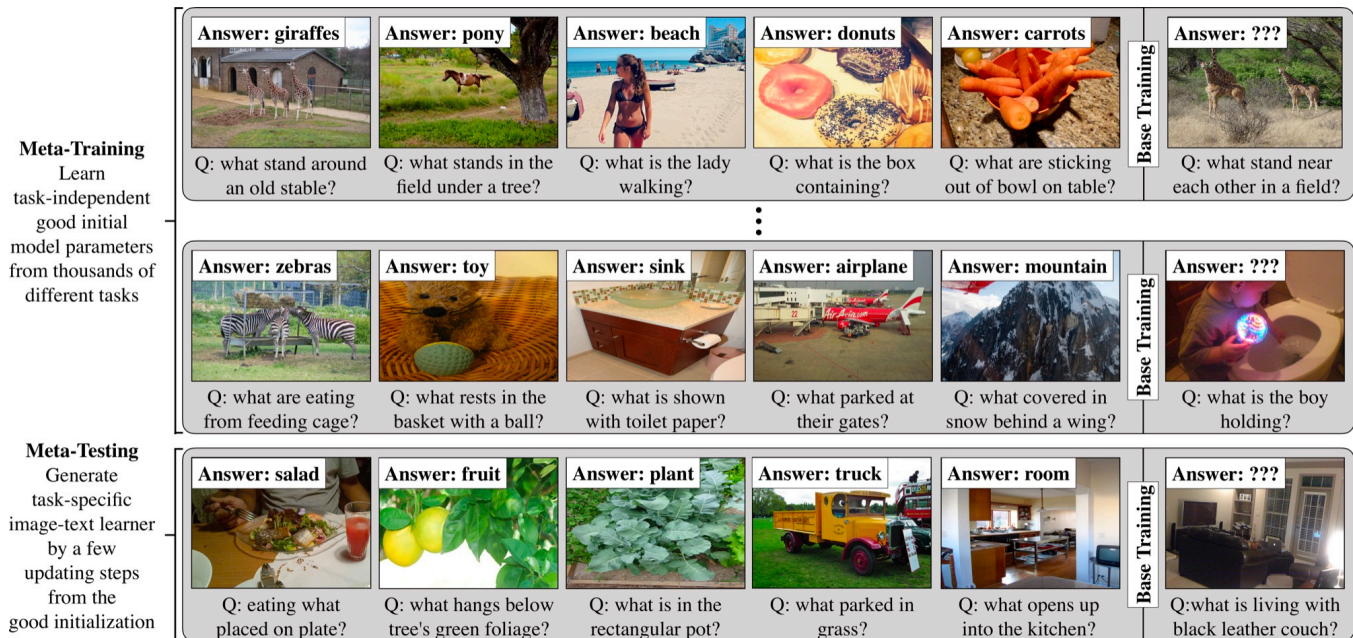 Meta-Training
Learn
task-independent
good initial
model parameters
from thousands of
different tasks
Answer: giraffes
Answer: pony
Answer: beach
Answer: donuts
Answer: carrots
Answer: ???
Q: what stand around
an old stable?
Q: what stands in the
field under a tree?
Q: what is the lady
walking?
Q: what is the box
containing?
Q: what are sticking
out of bowl on table?
Base Training
Q: what stand near
each other in a field?
Answer: zebras
Answer: toy
Answer: sink
Answer: airplane
Answer: mountain
Answer: ???
22
AirAsia.com
Q: what are eating
from feeding cage?
Q: what rests in the
basket with a ball?
Q: what is shown
with toilet paper?
Q: what parked at
their gates?
Q: what covered in
snow behind a wing?
Base Training
Q: what is the boy
holding?
Meta-Testing
Generate
task-specific
image-text learner
by a few
updating steps
from the
good initialization
Answer: salad
Answer: fruit
Answer: plant
Answer: truck
Answer: room
Answer: ???
Q: eating what
placed on plate?
Q: what hangs below
tree's green foliage?
Q: what is in the
rectangular pot?
Q: what parked in
grass?
Q: what opens up
into the kitchen?
Base Training
Q:what is living with
black leather couch?